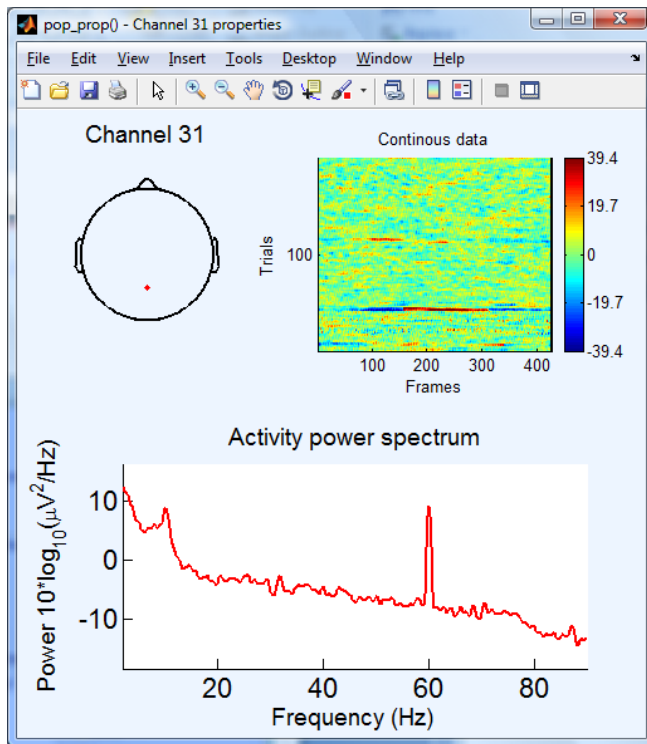 pop_prop() - Channel 31 properties
File Edit View Insert Tools Desktop Window Help
Channel 31
Continous data
Trials
100
100 200 300 400
Frames
39.4
19.7
0
-19.7
-39.4
Activity power spectrum
Power 10*log₁₀(μV²/Hz)
10
0
-10
20 40 60 80
Frequency (Hz)